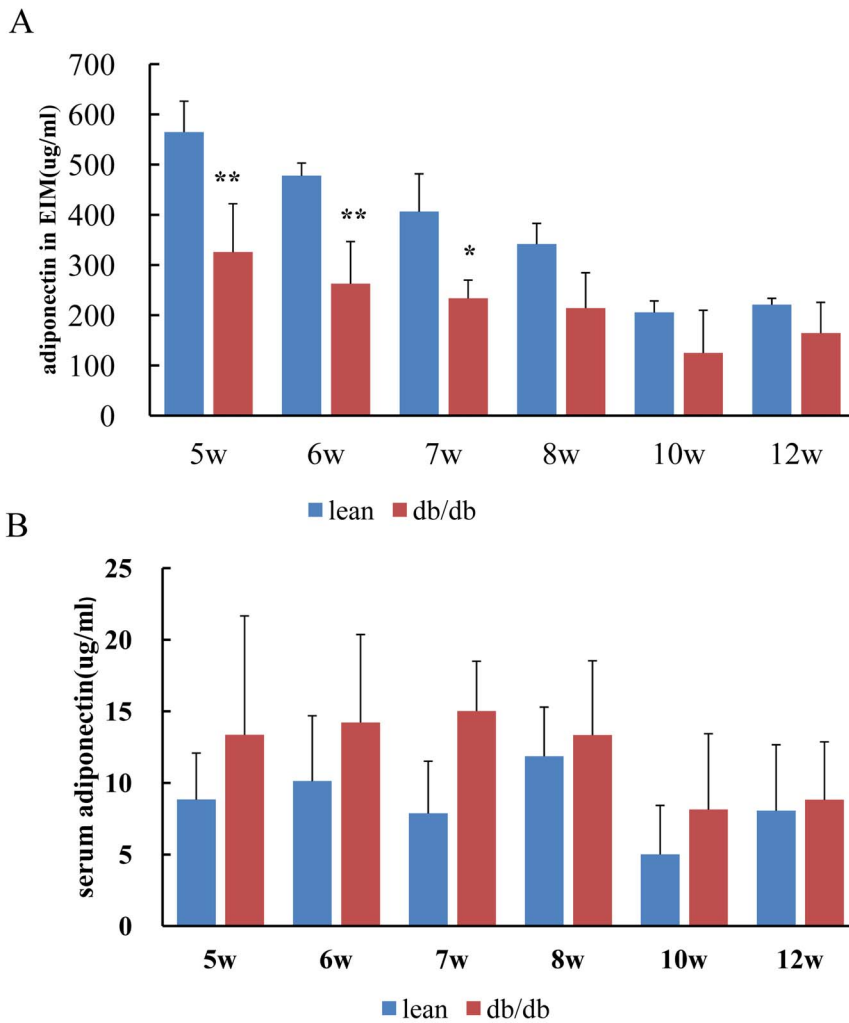 A
adiponectin in EIM(ug/ml)
700
600
500
400
300
200
100
0
**
**
*
5w 6w 7w 8w 10w 12w
lean db/db
B
serum adiponectin(ug/ml)
25
20
15
10
5
0
5w 6w 7w 8w 10w 12w
lean db/db